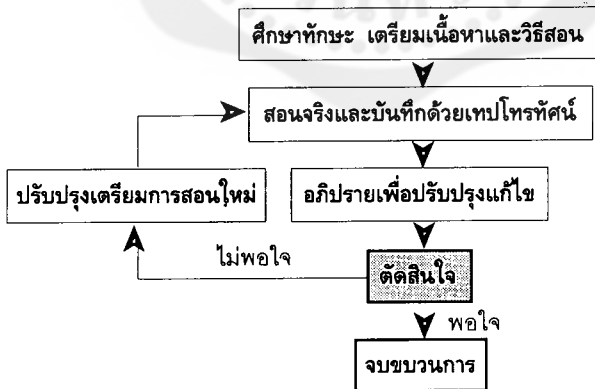 ศึกษาทักษะ เตรียมเนื้อหาและวิธีสอน
สอนจริงและบันทึกด้วยเทปโทรทัศน์
ปรับปรุงเตรียมการสอนใหม่
อภิปรายเพื่อปรับปรุงแก้ไข
ไม่พอใจ
ตัดสินใจ
พอใจ
จบขบวนการ